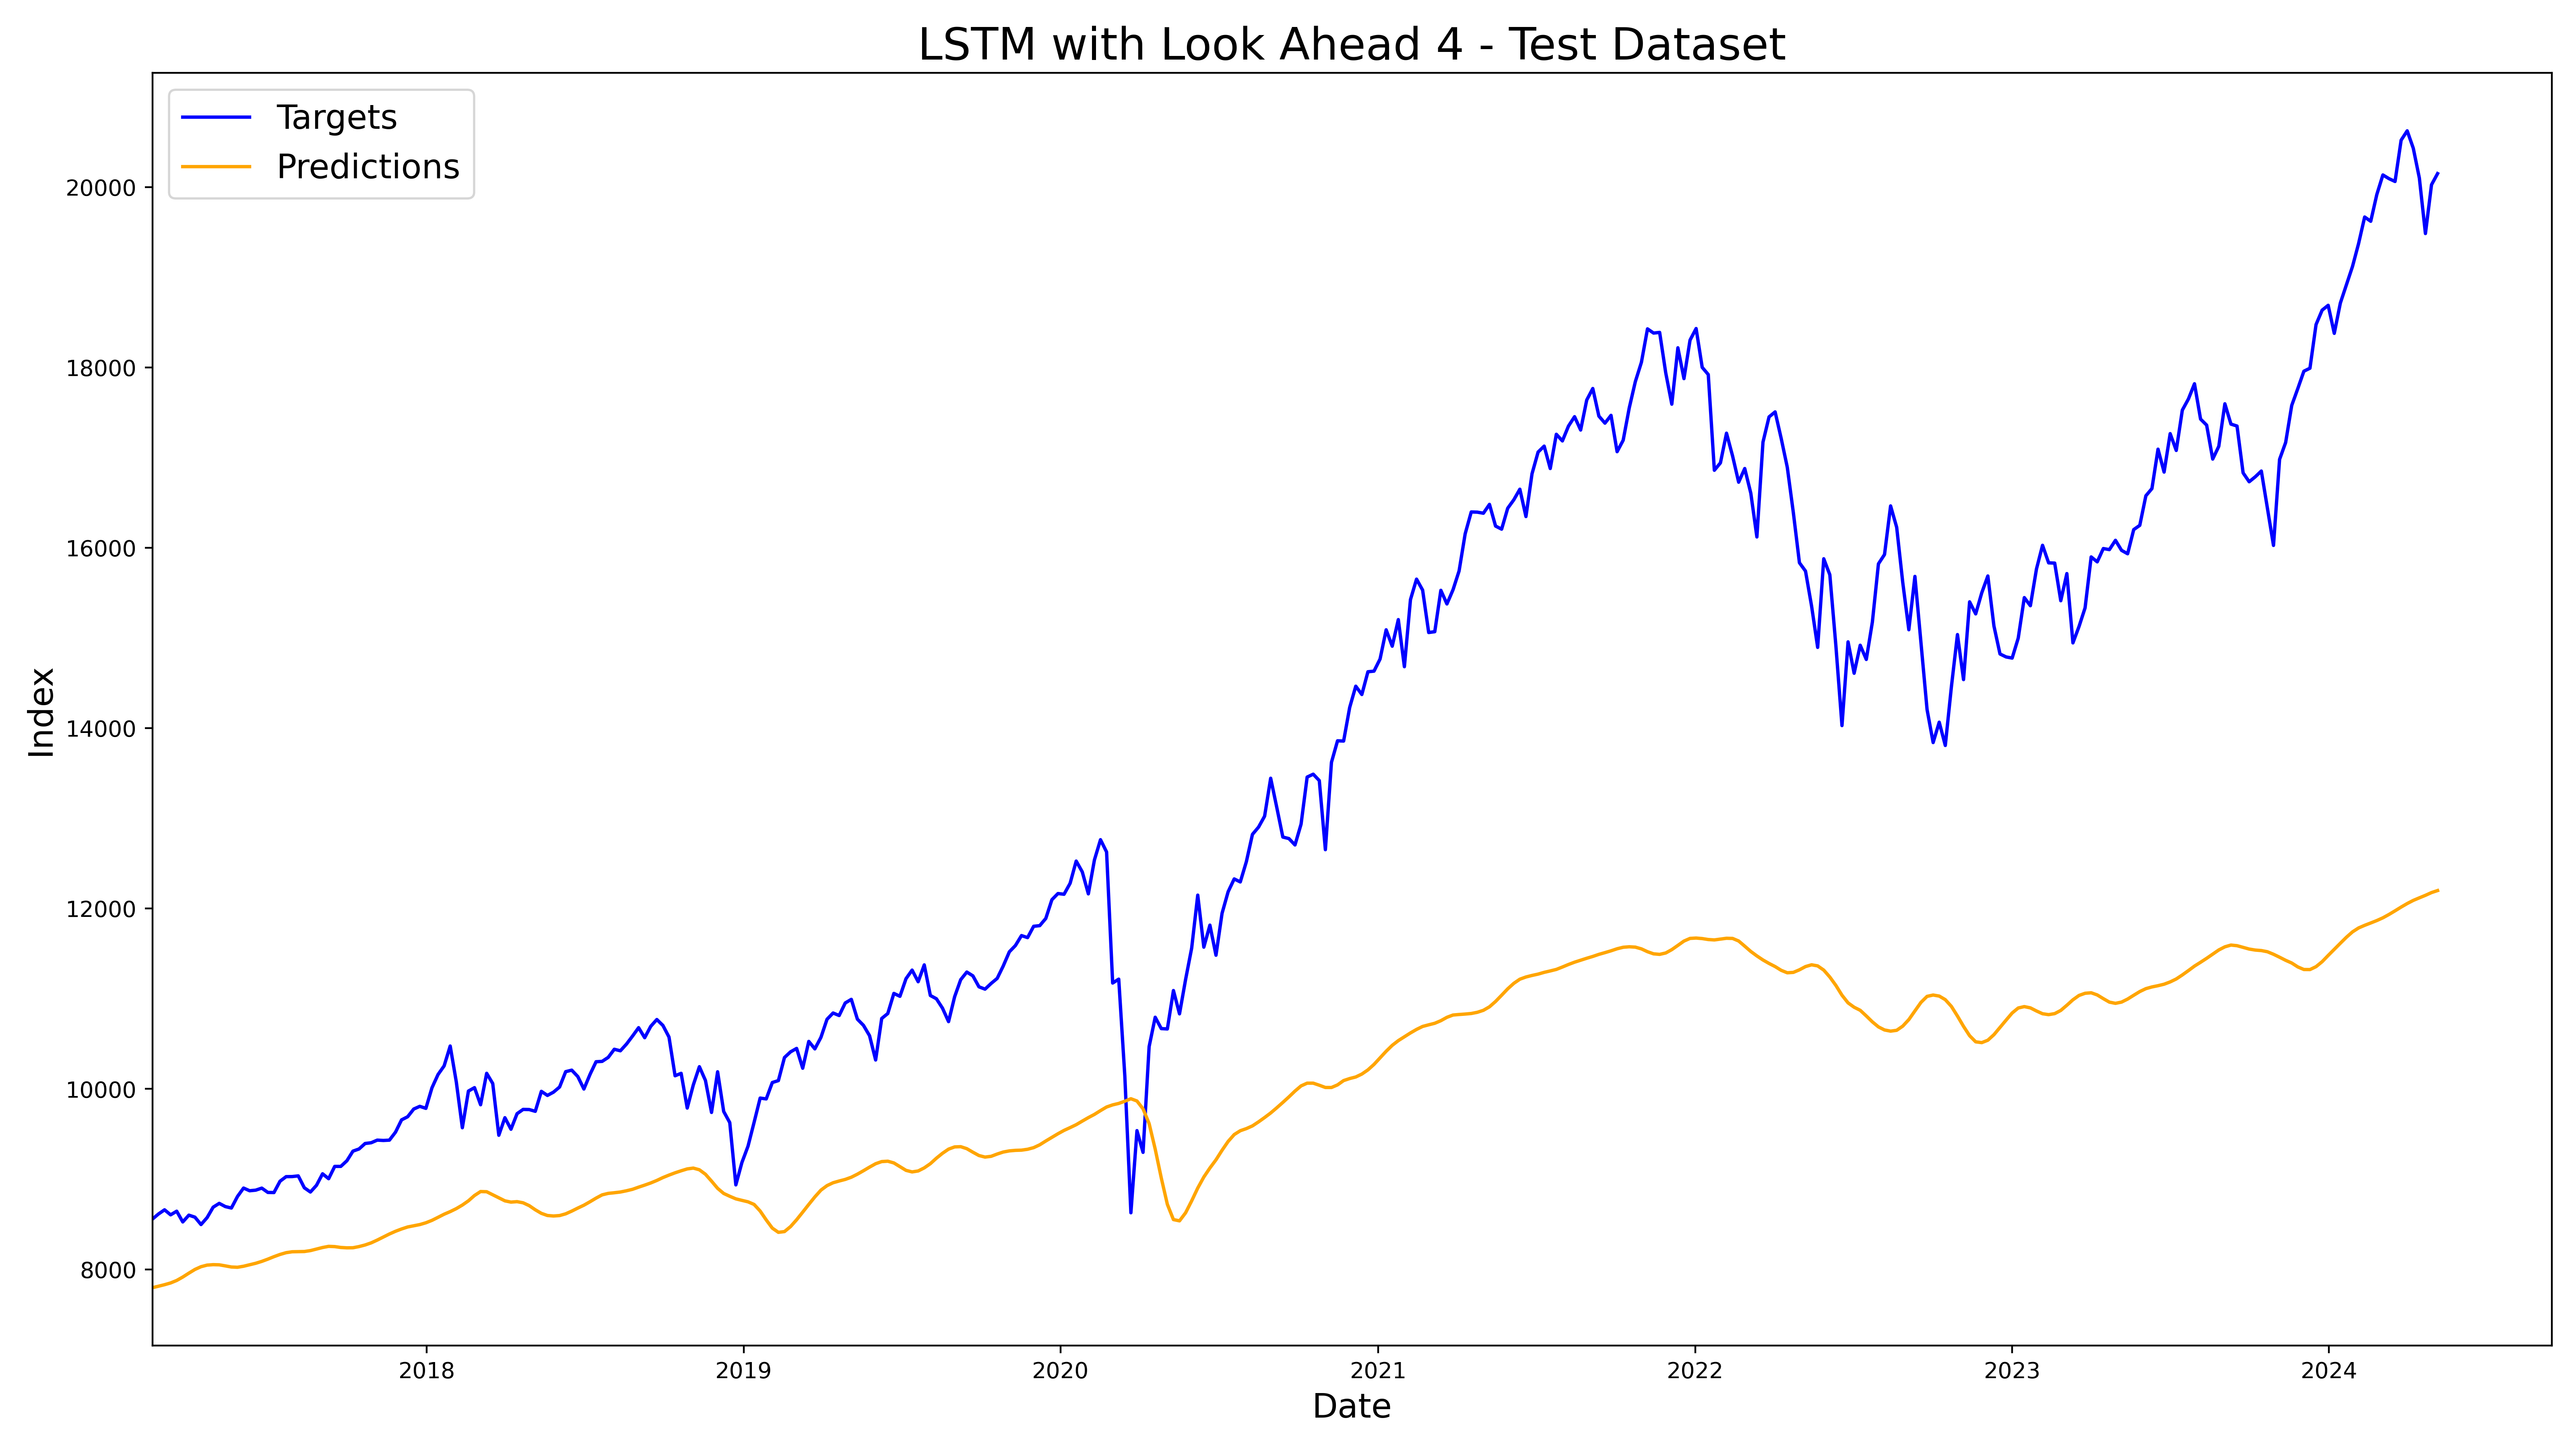 LSTM with Look Ahead 4 - Test Dataset
Targets
Predictions
20000
18000
16000
14000
12000
10000
8000
Index
2018 2019 2020 2021 2022 2023 2024
Date